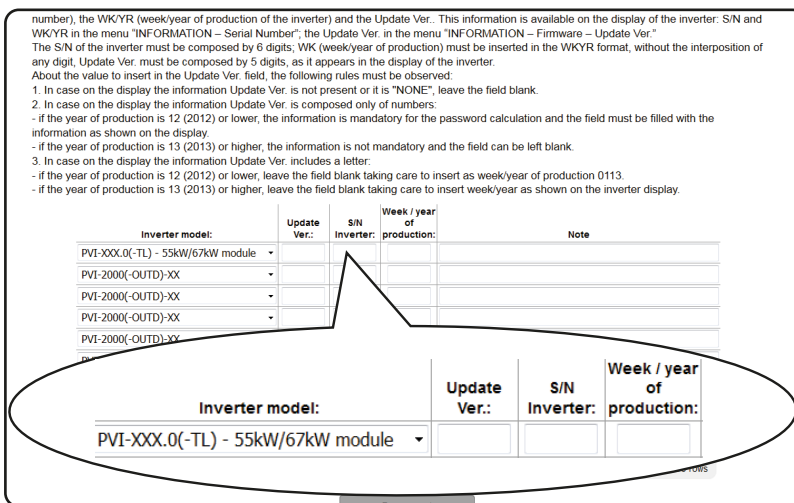 number), the WK/YR (week/year of production of the inverter) and the Update Ver.. This information is available on the display of the inverter: S/N and
WK/YR in the menu "INFORMATION – Serial Number"; the Update Ver. in the menu "INFORMATION – Firmware – Update Ver."
The S/N of the inverter must be composed by 6 digits; WK (week/year of production) must be inserted in the WKYR format, without the interposition of
any digit, Update Ver. must be composed by 5 digits, as it appears in the display of the inverter.
About the value to insert in the Update Ver. field, the following rules must be observed:
1. In case on the display the information Update Ver. is not present or it is "NONE", leave the field blank.
2. In case on the display the information Update Ver. is composed only of numbers:
- if the year of production is 12 (2012) or lower, the information is mandatory for the password calculation and the field must be filled with the
information as shown on the display.
- if the year of production is 13 (2013) or higher, the information is not mandatory and the field can be left blank.
3. In case on the display the information Update Ver. includes a letter:
- if the year of production is 12 (2012) or lower, leave the field blank taking care to insert as week/year of production 0113.
- if the year of production is 13 (2013) or higher, leave the field blank taking care to insert week/year as shown on the inverter display.
Inverter model: Update Ver.: S/N Inverter: Week / year of production: Note
PVI-XXX.0(-TL) - 55kW/67kW module
PVI-2000(-OUTD)-XX
PVI-2000(-OUTD)-XX
PVI-2000(-OUTD)-XX
PVI-2000(-OUTD)-XX
Inverter model: Update Ver.: S/N Inverter: Week / year of production:
PVI-XXX.0(-TL) - 55kW/67kW module
rows